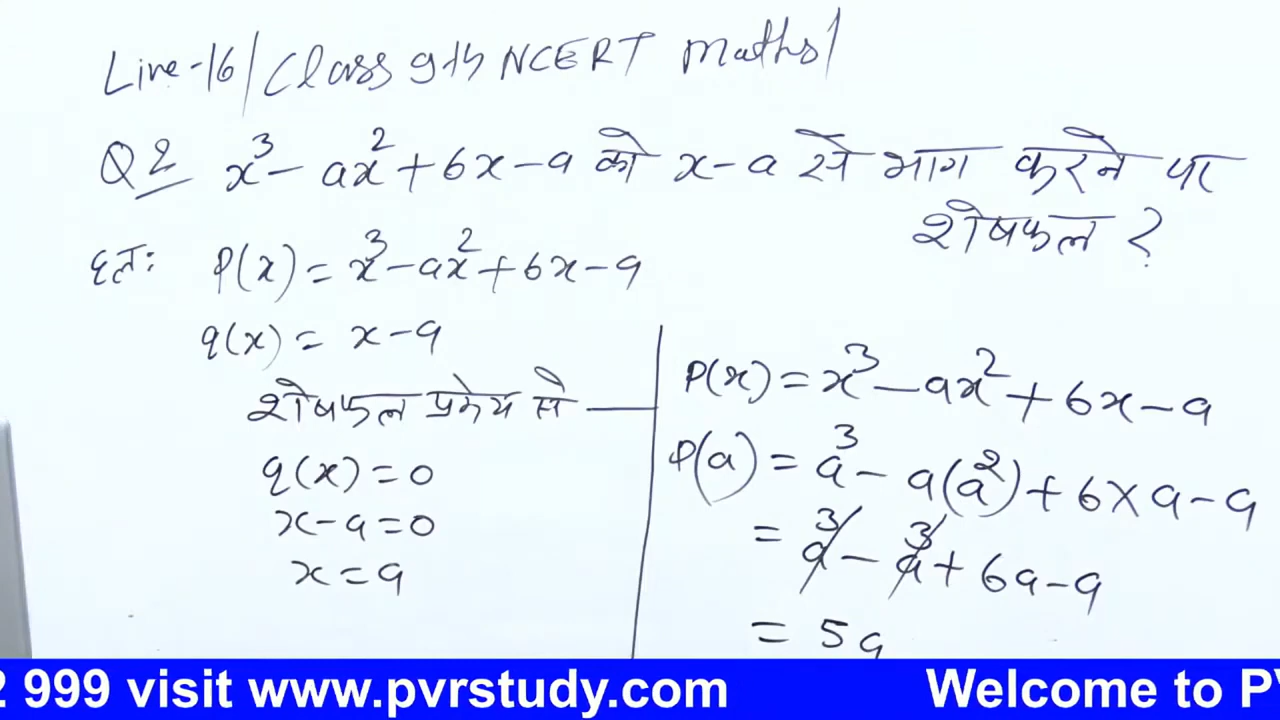 Live-16/Class 9th NCERT Maths/
Q2 x³ - ax² + 6x - a को x-a से भाग करने पर
शेषफल ?
हल: P(x) = x³ - ax² + 6x - a
q(x) = x - a
शेषफल प्रमेय से
q(x) = 0
x - a = 0
x = a
P(x) = x³ - ax² + 6x - a
P(a) = a³ - a(a²) + 6×a - a
= a³ - a³ + 6a - a
= 5a
2 999 visit www.pvrstudy.com Welcome to PV